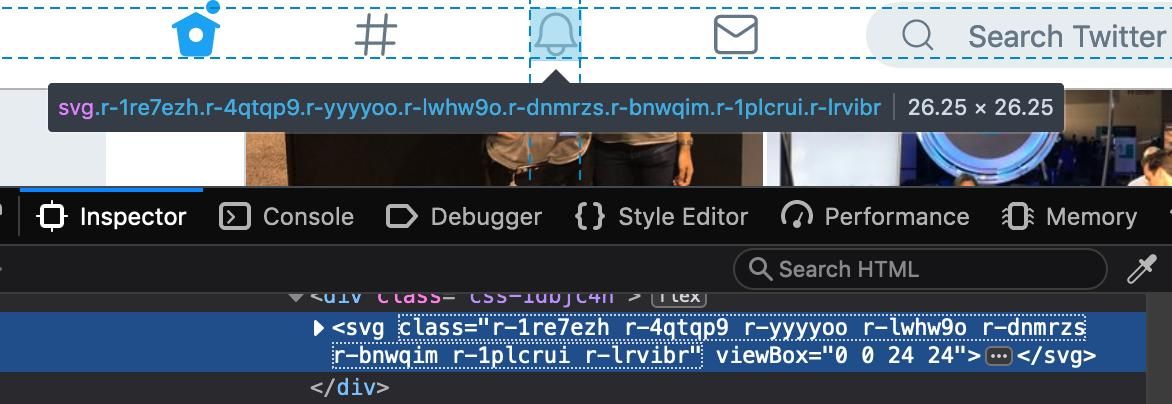 Search Twitter
svg.r-1re7ezh.r-4qtqp9.r-yyyyoo.r-lwhw9o.r-dnmrzs.r-bnwqim.r-1plcrui.r-lrvibr 26.25 × 26.25
Inspector Console Debugger {} Style Editor Performance Memory
Search HTML
<div class="css-1dbjc4n"> flex
<svg class="r-1re7ezh r-4qtqp9 r-yyyyoo r-lwhw9o r-dnmrzs
r-bnwqim r-1plcrui r-lrvibr" viewBox="0 0 24 24">…</svg>
</div>